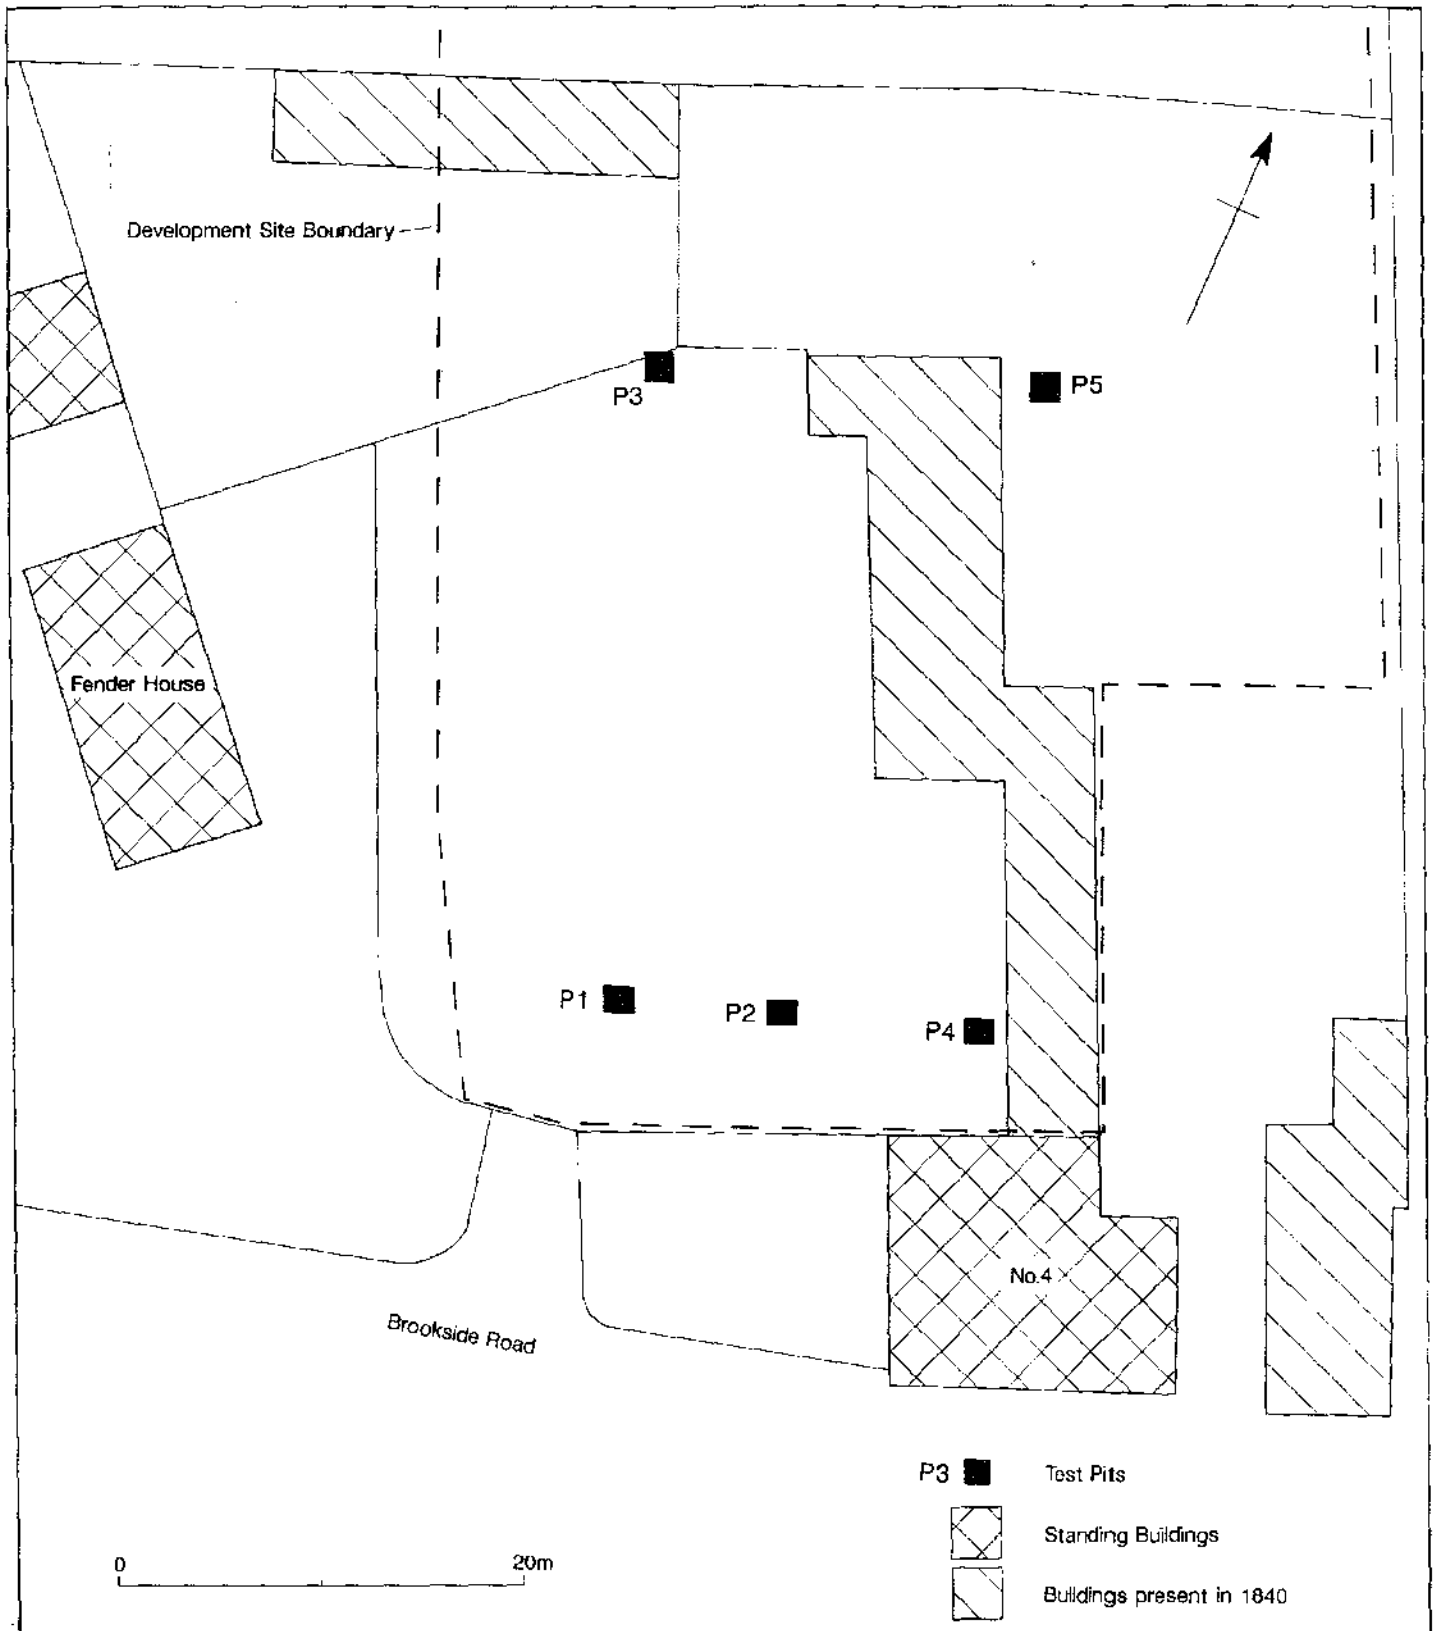 Development Site Boundary
P3
P5
Fender House
P1
P2
P4
No.4
Brookside Road
P3
Test Pits
Standing Buildings
0
20m
Buildings present in 1840